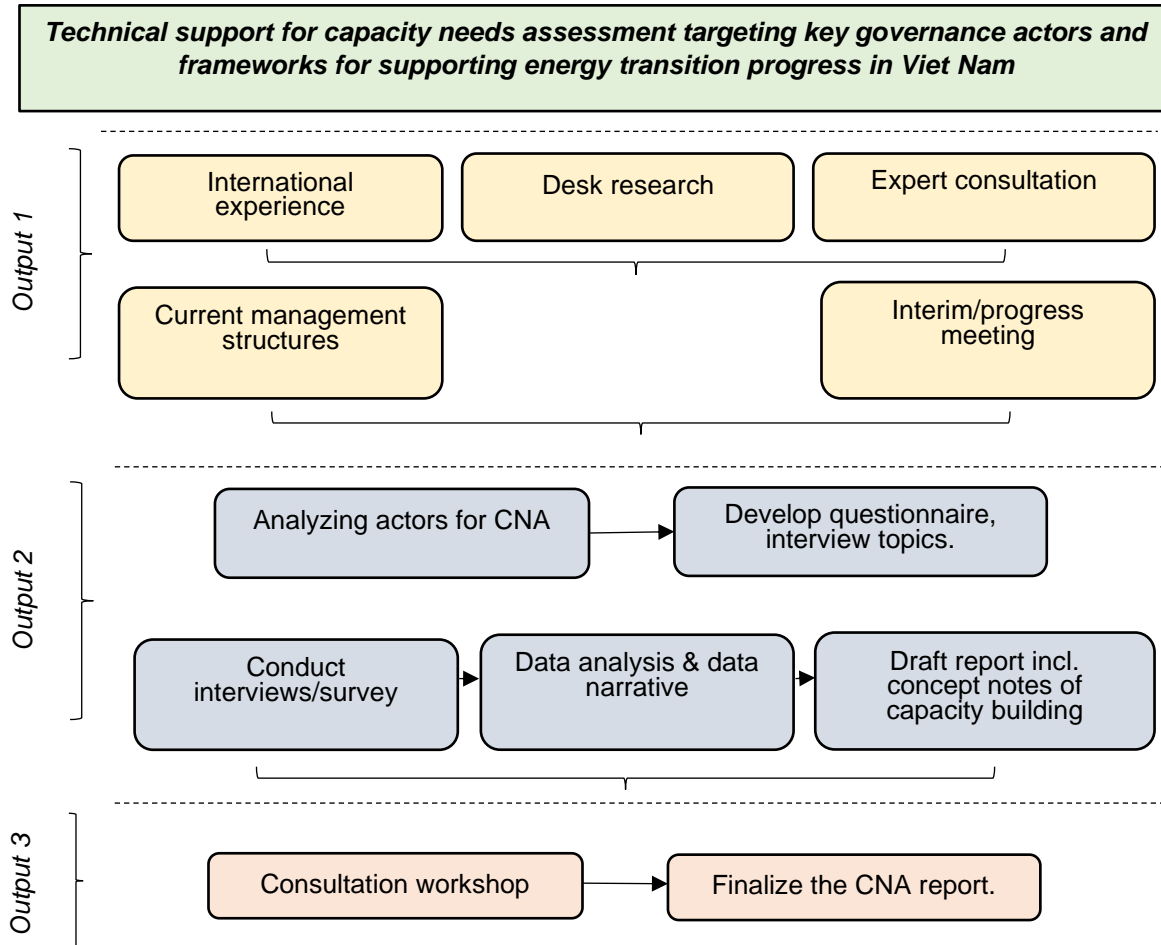 Technical support for capacity needs assessment targeting key governance actors and
frameworks for supporting energy transition progress in Viet Nam
Output 1
International
experience
Desk research
Expert consultation
Current management
structures
Interim/progress
meeting
Output 2
Analyzing actors for CNA
Develop questionnaire,
interview topics.
Conduct
interviews/survey
Data analysis & data
narrative
Draft report incl.
concept notes of
capacity building
Output 3
Consultation workshop
Finalize the CNA report.